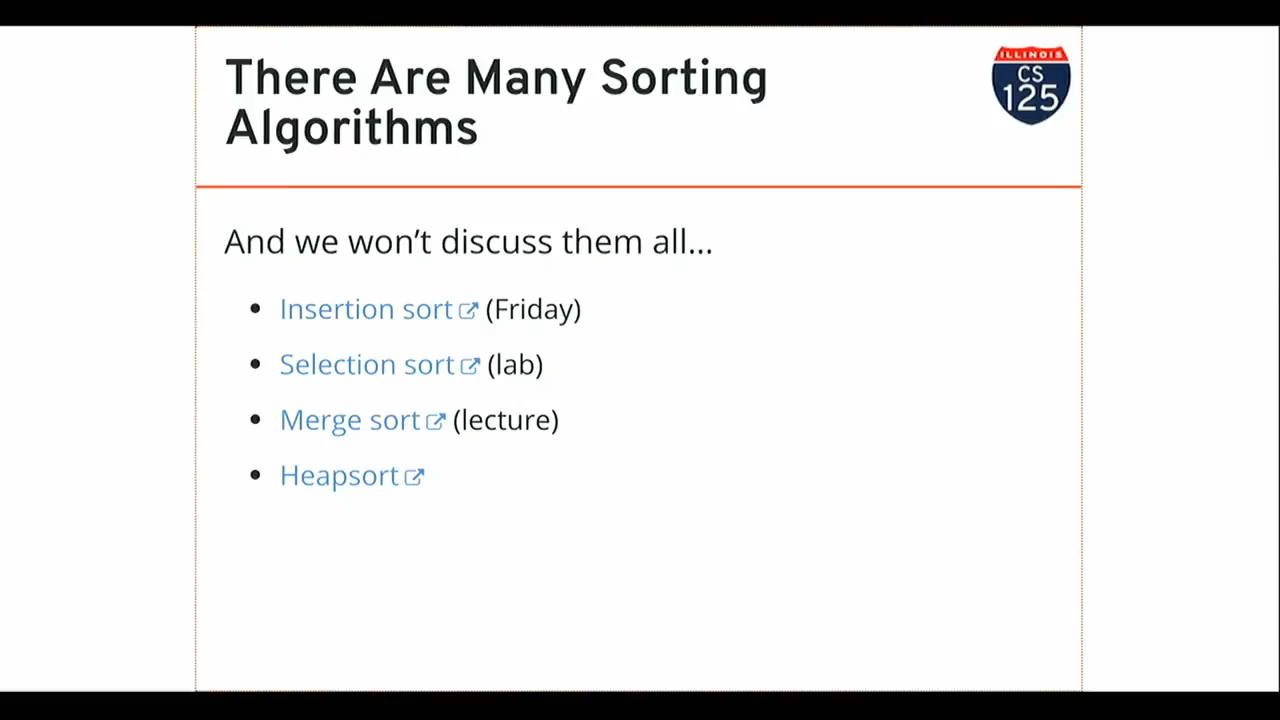 There Are Many Sorting
Algorithms
ILLINOIS
CS
125
And we won’t discuss them all…
• Insertion sort (Friday)
• Selection sort (lab)
• Merge sort (lecture)
• Heapsort